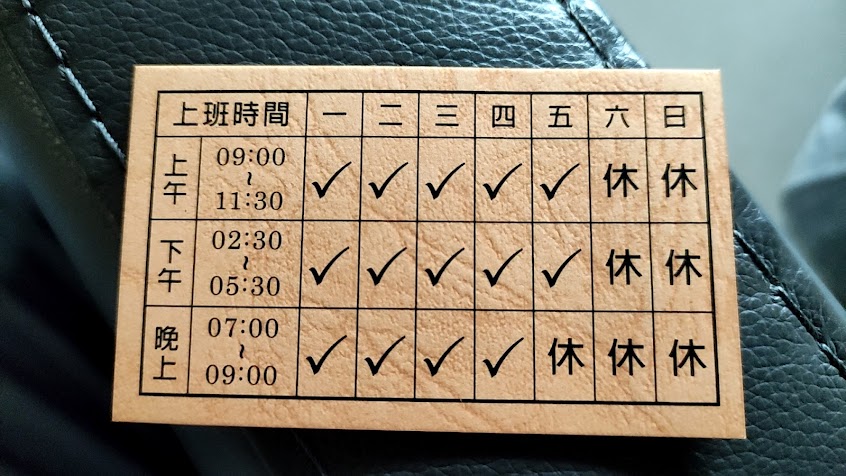 上班時間 一 二 三 四 五 六 日
上午 09:00 ~ 11:30 ✓ ✓ ✓ ✓ ✓ 休 休
下午 02:30 ~ 05:30 ✓ ✓ ✓ ✓ ✓ 休 休
晚上 07:00 ~ 09:00 ✓ ✓ ✓ ✓ 休 休 休